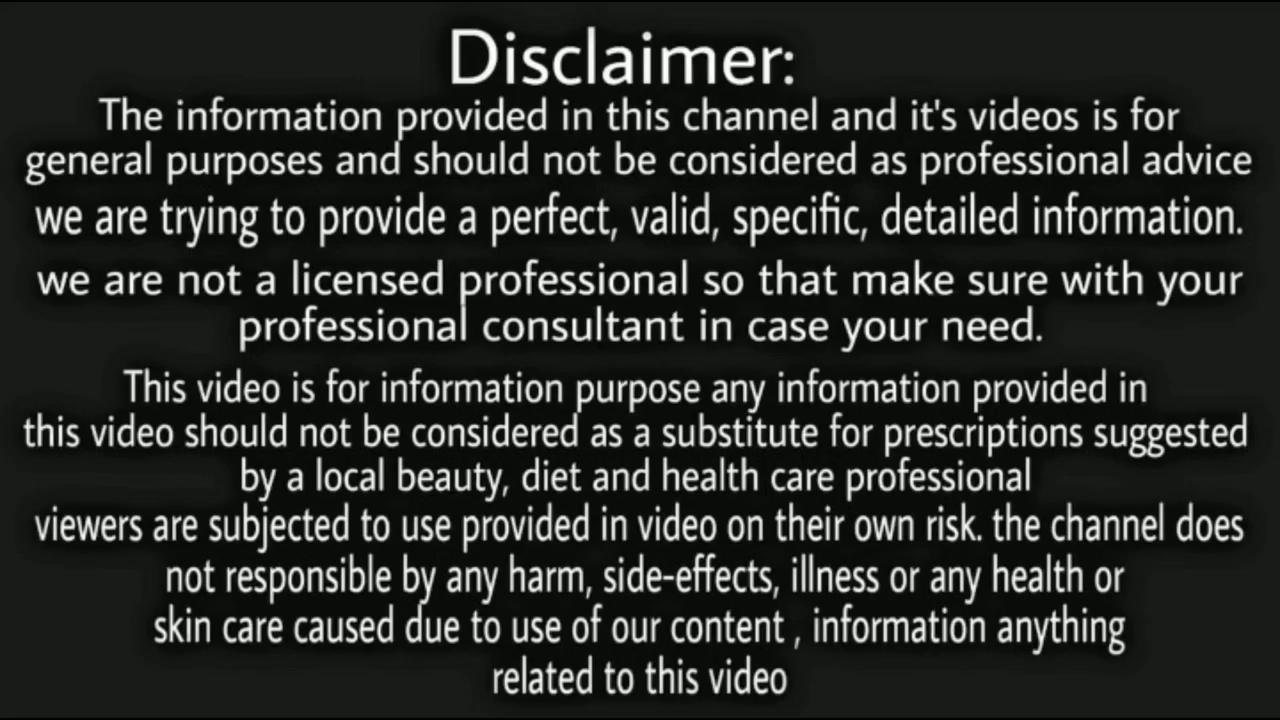 Disclaimer:
The information provided in this channel and it's videos is for
general purposes and should not be considered as professional advice
we are trying to provide a perfect, valid, specific, detailed information.
we are not a licensed professional so that make sure with your
professional consultant in case your need.
This video is for information purpose any information provided in
this video should not be considered as a substitute for prescriptions suggested
by a local beauty, diet and health care professional
viewers are subjected to use provided in video on their own risk. the channel does
not responsible by any harm, side-effects, illness or any health or
skin care caused due to use of our content , information anything
related to this video